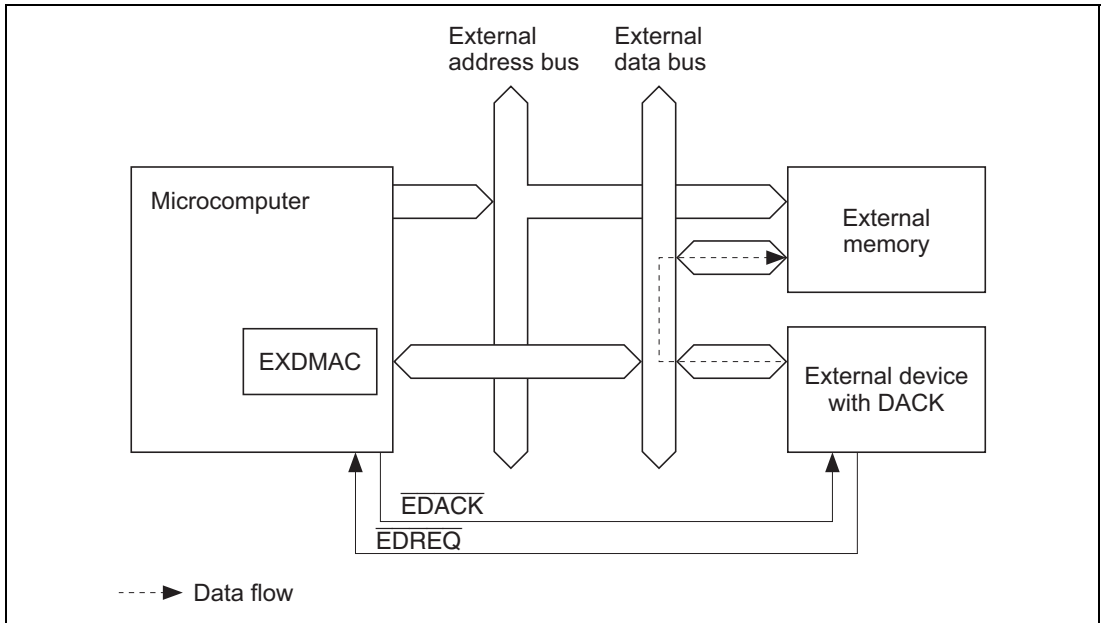 External
address bus
External
data bus
Microcomputer
External
memory
EXDMAC
External device
with DACK
EDACK
EDREQ
Data flow